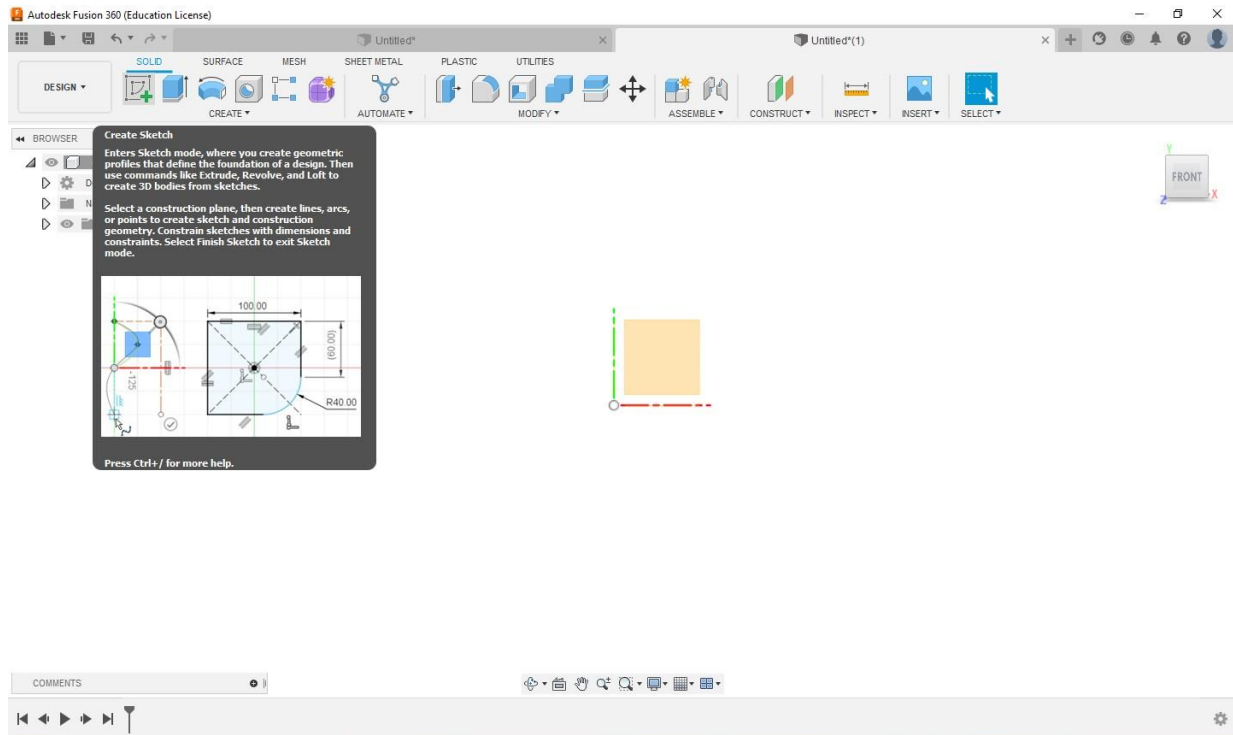 Autodesk Fusion 360 (Education License)
Untitled*
Untitled*(1)
SOLID SURFACE MESH SHEET METAL PLASTIC UTILITIES
DESIGN
CREATE AUTOMATE MODIFY ASSEMBLE CONSTRUCT INSPECT INSERT SELECT
BROWSER
D
N
Create Sketch
Enters Sketch mode, where you create geometric
profiles that define the foundation of a design. Then
use commands like Extrude, Revolve, and Loft to
create 3D bodies from sketches.
Select a construction plane, then create lines, arcs,
or points to create sketch and construction
geometry. Constrain sketches with dimensions and
constraints. Select Finish Sketch to exit Sketch
mode.
100.00
(60.00)
-125
R40.00
Press Ctrl+/ for more help.
Y
FRONT
Z
X
COMMENTS